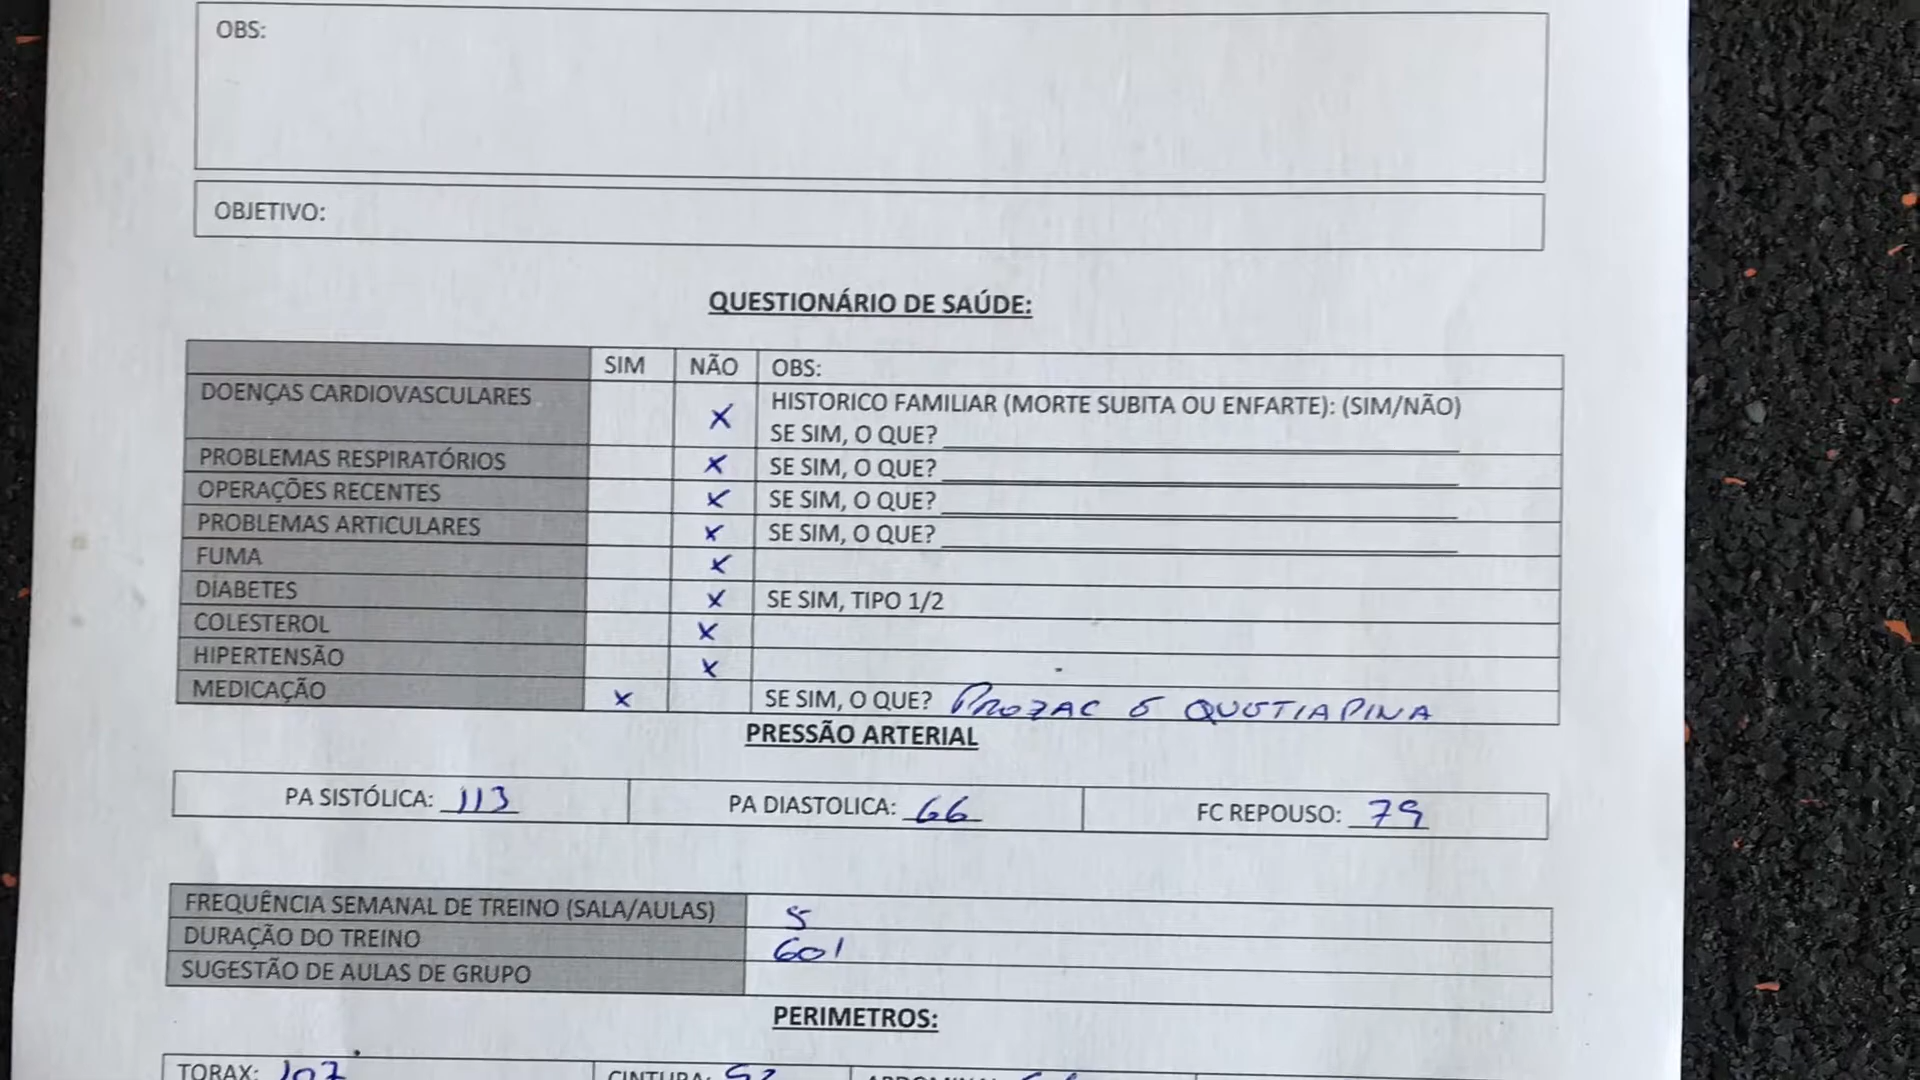 OBS:
OBJETIVO:
QUESTIONÁRIO DE SAÚDE:
SIM NÃO OBS:
DOENÇAS CARDIOVASCULARES X HISTORICO FAMILIAR (MORTE SUBITA OU ENFARTE): (SIM/NÃO)
SE SIM, O QUE?
PROBLEMAS RESPIRATÓRIOS X SE SIM, O QUE?
OPERAÇÕES RECENTES X SE SIM, O QUE?
PROBLEMAS ARTICULARES X SE SIM, O QUE?
FUMA X
DIABETES X SE SIM, TIPO 1/2
COLESTEROL X
HIPERTENSÃO X
MEDICAÇÃO X SE SIM, O QUE? PROZAC E QUETIAPINA
PRESSÃO ARTERIAL
PA SISTÓLICA: 113 PA DIASTOLICA: 66 FC REPOUSO: 79
FREQUÊNCIA SEMANAL DE TREINO (SALA/AULAS) 5
DURAÇÃO DO TREINO 60'
SUGESTÃO DE AULAS DE GRUPO
PERIMETROS:
TORAX: 107 CINTURA: